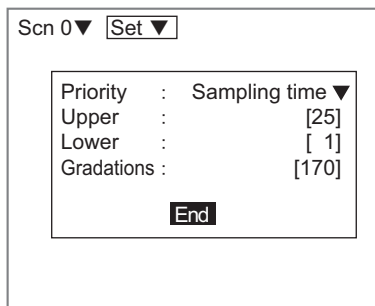 Scn 0▼ Set ▼
Priority : Sampling time ▼
Upper : [25]
Lower : [ 1]
Gradations : [170]
End